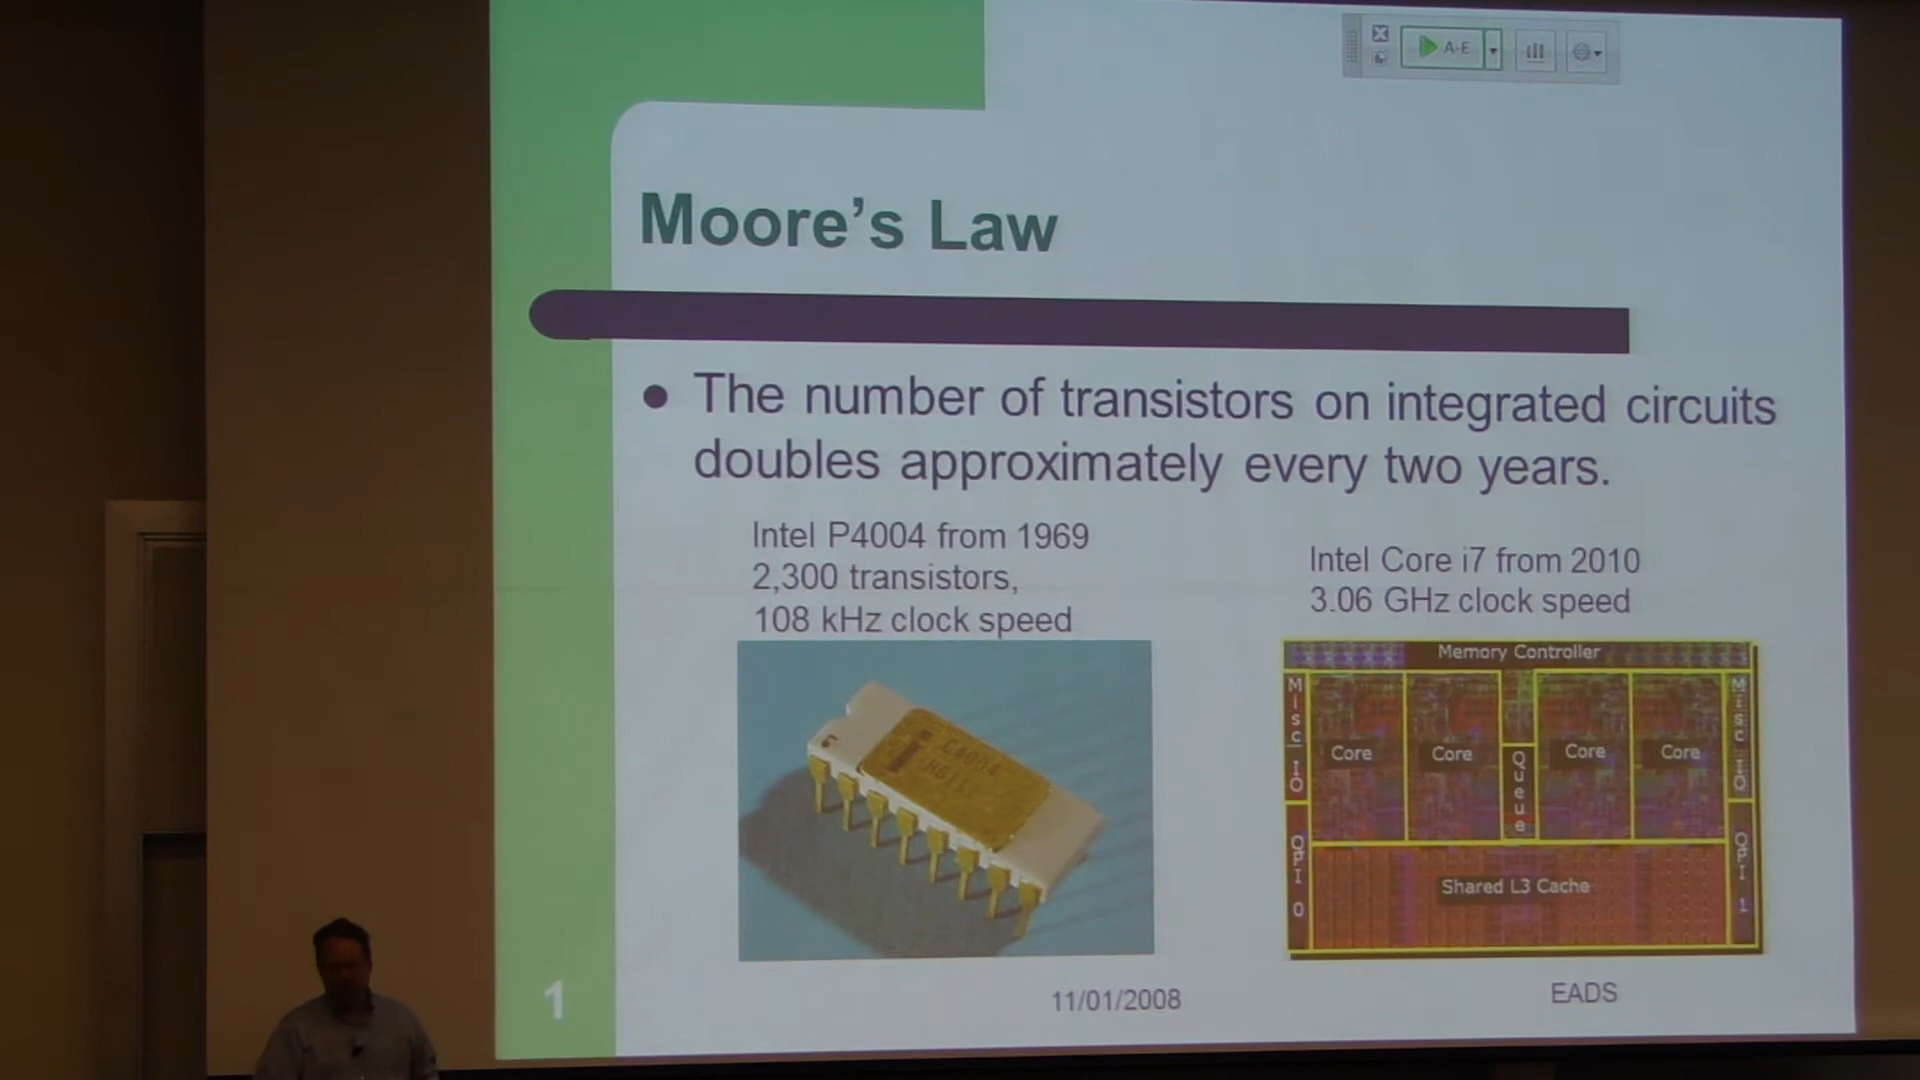 A-E
Moore's Law
● The number of transistors on integrated circuits
doubles approximately every two years.
Intel P4004 from 1969
2,300 transistors,
108 kHz clock speed
Intel Core i7 from 2010
3.06 GHz clock speed
C4004
Memory Controller
Misc IO
Core
Core
Queue
Core
Core
Misc IO
QPI 0
Shared L3 Cache
QPI 1
1
11/01/2008
EADS